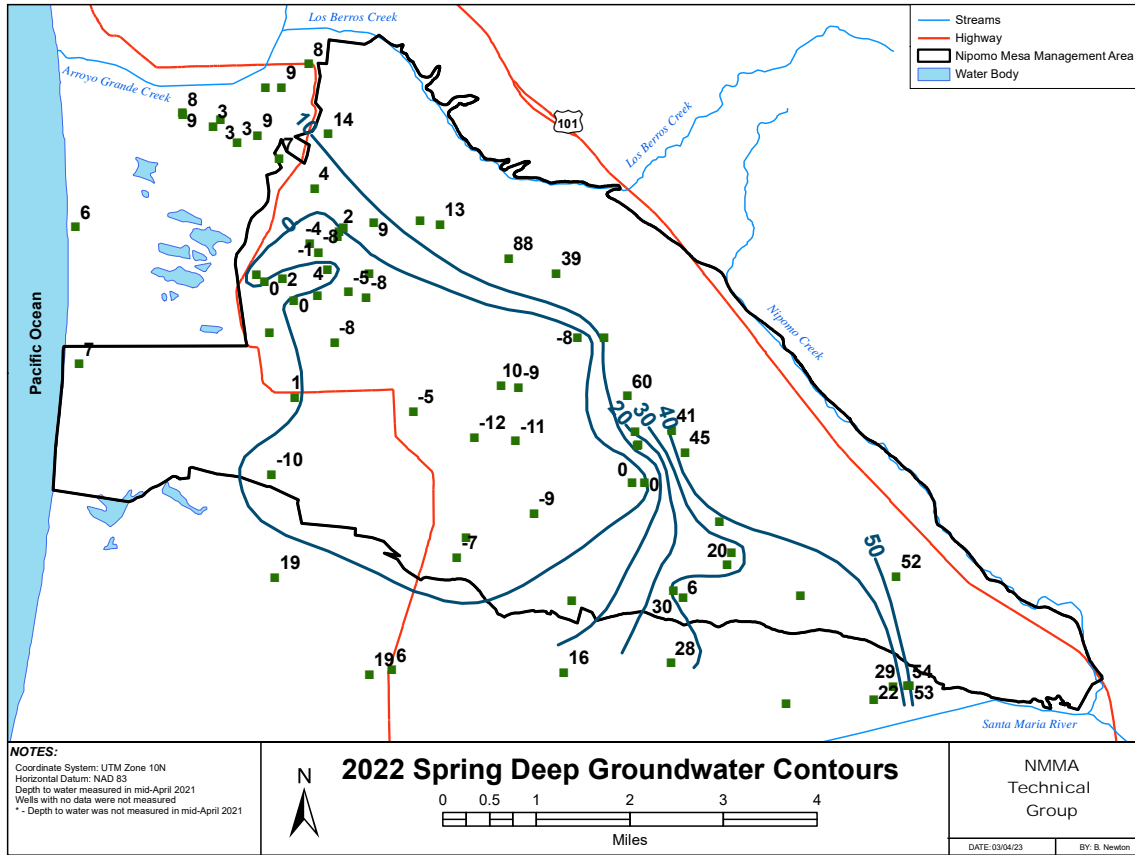 Los Berros Creek
Streams
Highway
Nipomo Mesa Management Area
Water Body
8
9
Arroyo Grande Creek
8
9
3
3
3
9
7
10
14
101
Los Berros Creek
4
6
0
2
9
13
-4
-8
-1
88
39
0
2
4
0
-5
-8
-8
-8
Nipomo Creek
Pacific Ocean
7
1
-5
10
-9
60
-12
-11
20
30
40
41
45
-10
0
0
-9
-7
20
50
52
19
6
30
19
6
16
28
29
54
22
53
Santa Maria River
NOTES:
Coordinate System: UTM Zone 10N
Horizontal Datum: NAD 83
Depth to water measured in mid-April 2021
Wells with no data were not measured
* - Depth to water was not measured in mid-April 2021
N
2022 Spring Deep Groundwater Contours
0 0.5 1 2 3 4
Miles
NMMA
Technical
Group
DATE: 03/04/23
BY: B. Newton